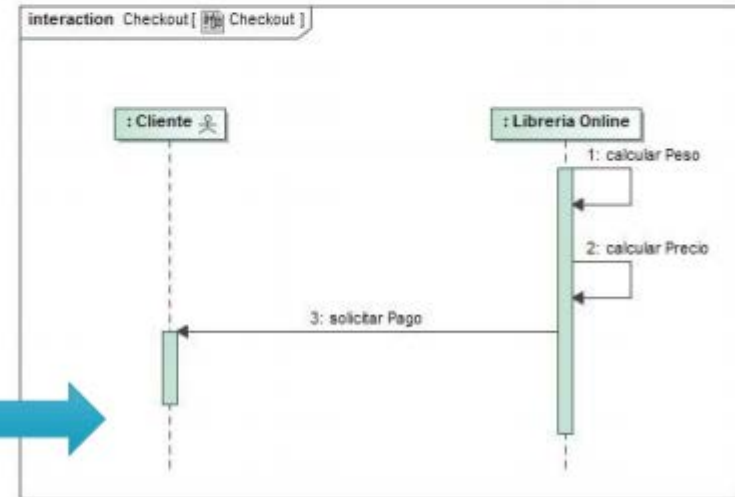 interaction Checkout [ Checkout ]
: Cliente
: Libreria Online
1: calcular Peso
2: calcular Precio
3: solicitar Pago